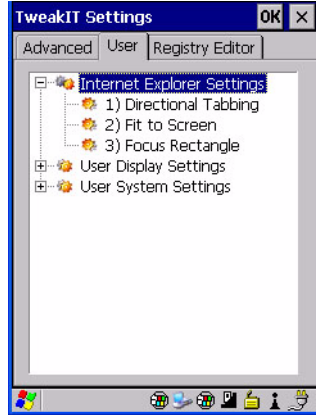 TweakIT Settings OK
Advanced User Registry Editor
Internet Explorer Settings
1) Directional Tabbing
2) Fit to Screen
3) Focus Rectangle
User Display Settings
User System Settings